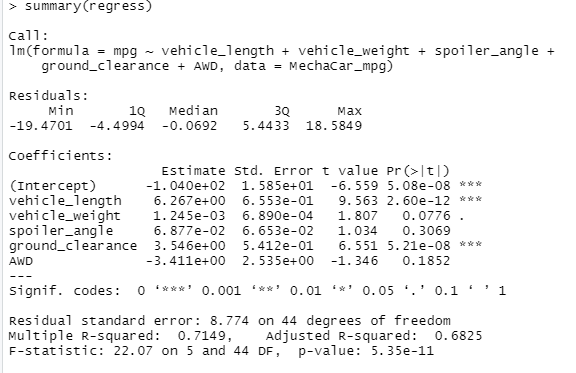 > summary(regress)
Call:
lm(formula = mpg ~ vehicle_length + vehicle_weight + spoiler_angle +
    ground_clearance + AWD, data = MechaCar_mpg)
Residuals:
     Min       1Q   Median       3Q      Max
-19.4701  -4.4994  -0.0692   5.4433  18.5849
Coefficients:
                   Estimate Std. Error t value Pr(>|t|)
(Intercept)      -1.040e+02  1.585e+01  -6.559 5.08e-08 ***
vehicle_length    6.267e+00  6.553e-01   9.563 2.60e-12 ***
vehicle_weight    1.245e-03  6.890e-04   1.807   0.0776 .
spoiler_angle     6.877e-02  6.653e-02   1.034   0.3069
ground_clearance  3.546e+00  5.412e-01   6.551 5.21e-08 ***
AWD              -3.411e+00  2.535e+00  -1.346   0.1852
---
Signif. codes:  0 ‘***’ 0.001 ‘**’ 0.01 ‘*’ 0.05 ‘.’ 0.1 ‘ ’ 1
Residual standard error: 8.774 on 44 degrees of freedom
Multiple R-squared:  0.7149,    Adjusted R-squared:  0.6825
F-statistic: 22.07 on 5 and 44 DF,  p-value: 5.35e-11